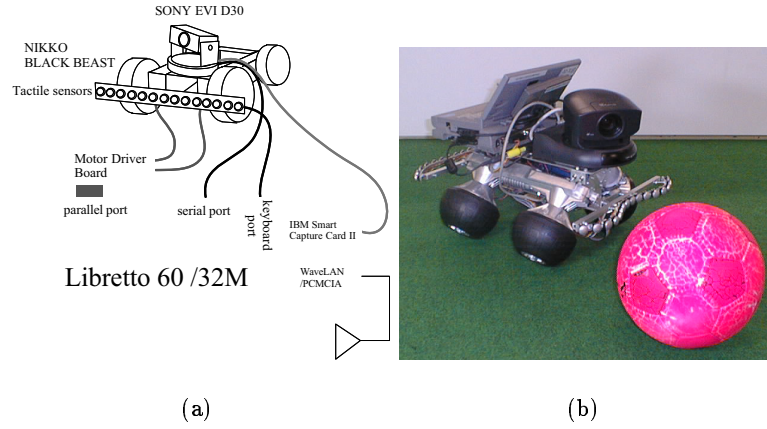 SONY EVI D30
NIKKO
BLACK BEAST
Tactile sensors
Motor Driver
Board
parallel port
serial port
keyboard
port
IBM Smart
Capture Card II
Libretto 60 /32M
WaveLAN
/PCMCIA
(a)
(b)